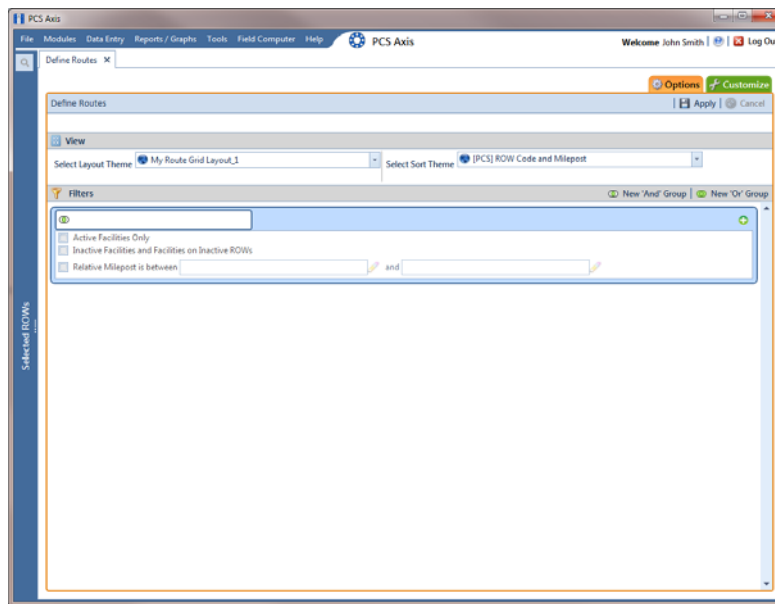 PCS Axis
File Modules Data Entry Reports / Graphs Tools Field Computer Help PCS Axis Welcome John Smith | | Log Ou
Define Routes
Options Customize
Define Routes | Apply | Cancel
View
Select Layout Theme My Route Grid Layout_1 Select Sort Theme [PCS] ROW Code and Milepost
Filters New 'And' Group | New 'Or' Group
Active Facilities Only
Inactive Facilities and Facilities on Inactive ROWs
Relative Milepost is between and
Selected ROWs